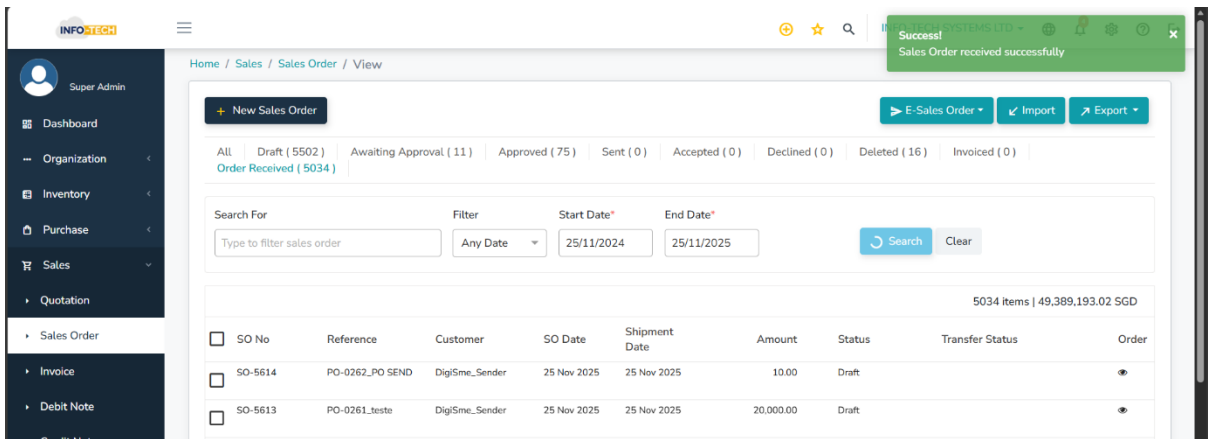 INFO-TECH
Success!
Sales Order received successfully
Super Admin
Home / Sales / Sales Order / View
+ New Sales Order
E-Sales Order
Import
Export
Dashboard
Organization
Inventory
Purchase
Sales
Quotation
Sales Order
Invoice
Debit Note
All
Draft ( 5502 )
Awaiting Approval ( 11 )
Approved ( 75 )
Sent ( 0 )
Accepted ( 0 )
Declined ( 0 )
Deleted ( 16 )
Invoiced ( 0 )
Order Received ( 5034 )
Search For
Filter
Start Date*
End Date*
Type to filter sales order
Any Date
25/11/2024
25/11/2025
Search
Clear
5034 items | 49,389,193.02 SGD
SO No Reference Customer SO Date Shipment Date Amount Status Transfer Status Order
SO-5614 PO-0262_PO SEND DigiSme_Sender 25 Nov 2025 25 Nov 2025 10.00 Draft
SO-5613 PO-0261_teste DigiSme_Sender 25 Nov 2025 25 Nov 2025 20,000.00 Draft